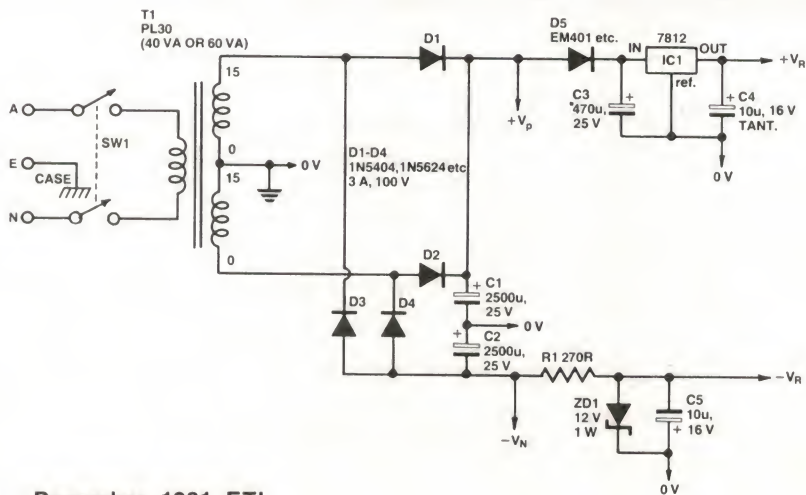 T1
PL30
(40 VA OR 60 VA)
D1
D5
EM401 etc.
7812
IN
OUT
IC1
ref.
+VR
A
SW1
E
CASE
N
15
0
15
0
0 V
+Vp
C3
*470u,
25 V
+
C4
+
10u, 16 V
TANT.
0 V
D1-D4
1N5404, 1N5624 etc
3 A, 100 V
D2
D3
D4
+
C1
2500u,
25 V
0 V
+
C2
2500u,
25 V
R1 270R
-VR
-VN
ZD1
12 V
1 W
C5
10u,
+ 16 V
0 V